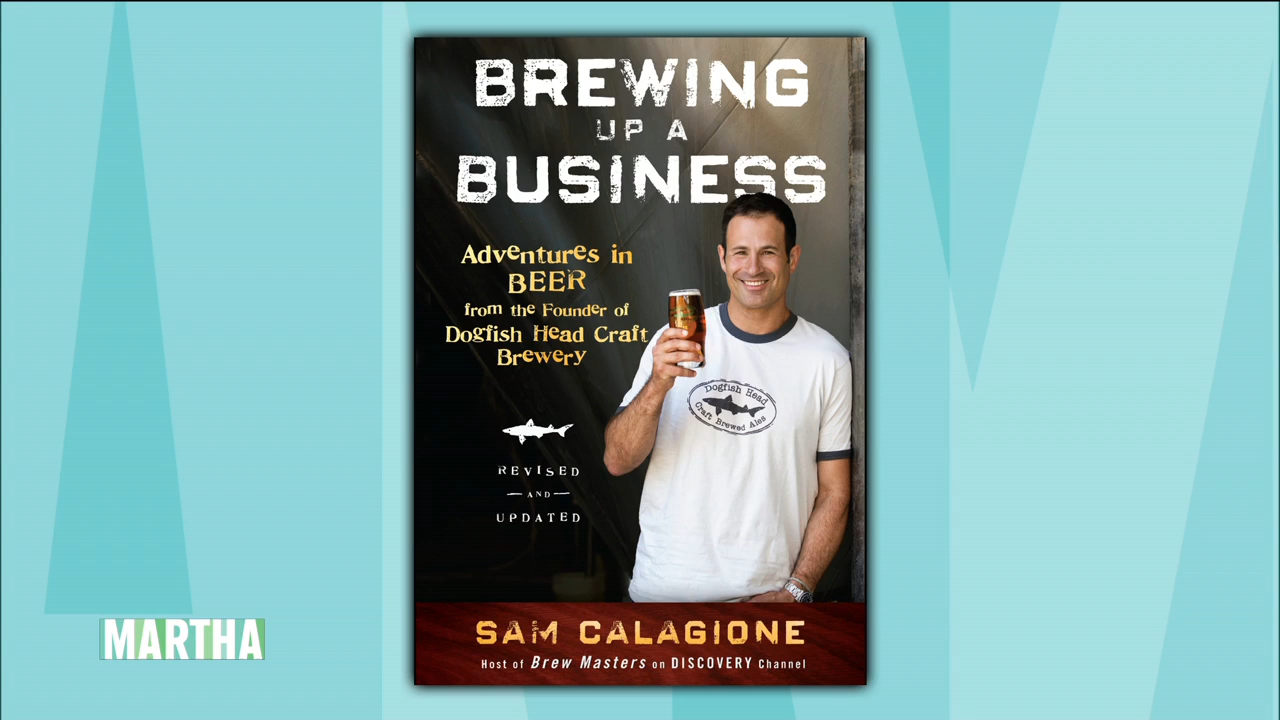 BREWING
UP A
BUSINESS
Adventures in
BEER
from the Founder of
Dogfish Head Craft
Brewery
Dogfish Head
Craft Brewed Ales
REVISED
AND
UPDATED
SAM CALAGIONE
Host of Brew Masters on DISCOVERY Channel
MARTHA